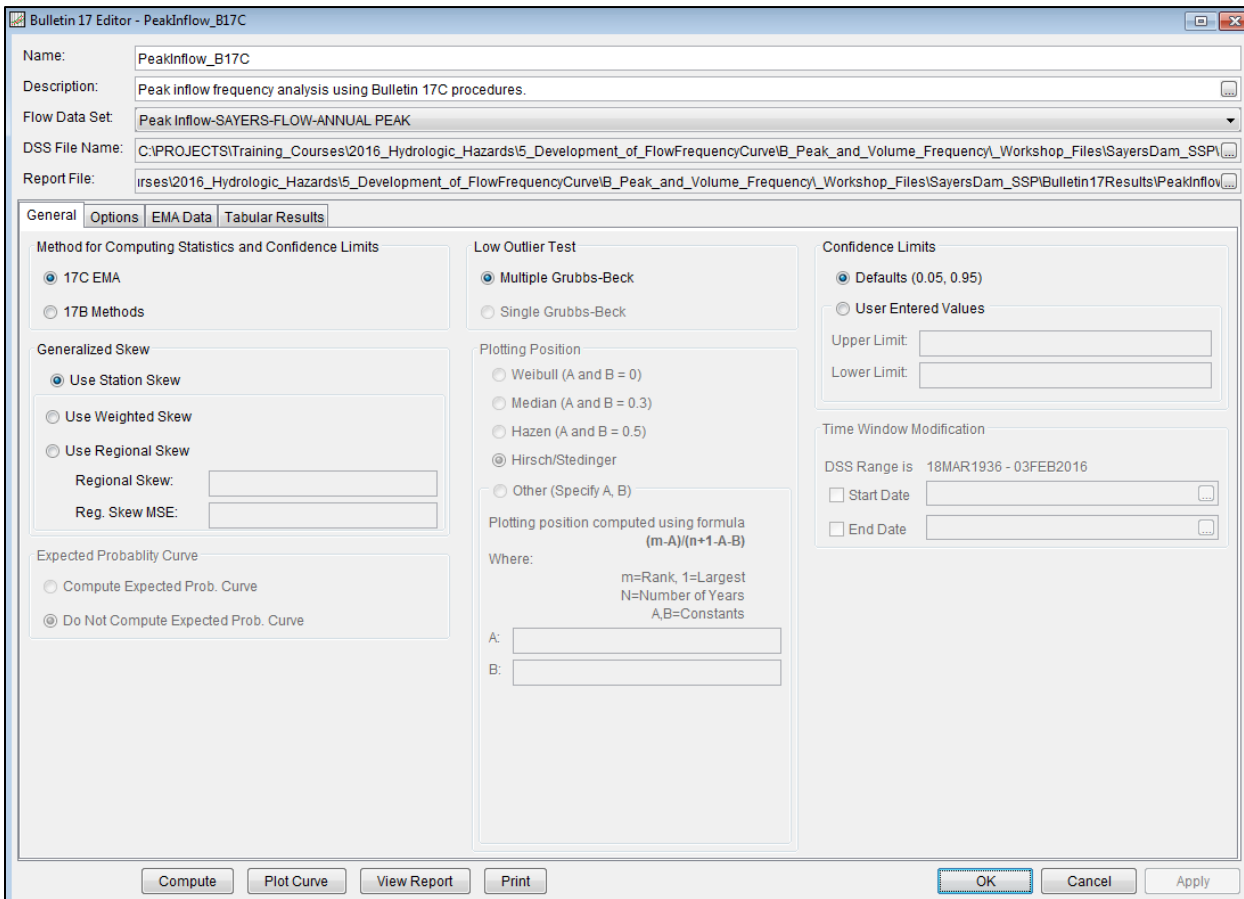 Bulletin 17 Editor - PeakInflow_B17C
Name: PeakInflow_B17C
Description: Peak inflow frequency analysis using Bulletin 17C procedures. ...
Flow Data Set: Peak Inflow-SAYERS-FLOW-ANNUAL PEAK
DSS File Name: C:\PROJECTS\Training_Courses\2016_Hydrologic_Hazards\5_Development_of_FlowFrequencyCurve\B_Peak_and_Volume_Frequency\_Workshop_Files\SayersDam_SSP\ ...
Report File: ırses\2016_Hydrologic_Hazards\5_Development_of_FlowFrequencyCurve\B_Peak_and_Volume_Frequency\_Workshop_Files\SayersDam_SSP\Bulletin17Results\PeakInflov ...
General Options EMA Data Tabular Results
Method for Computing Statistics and Confidence Limits
17C EMA
17B Methods
Generalized Skew
Use Station Skew
Use Weighted Skew
Use Regional Skew
Regional Skew:
Reg. Skew MSE:
Expected Probablity Curve
Compute Expected Prob. Curve
Do Not Compute Expected Prob. Curve
Low Outlier Test
Multiple Grubbs-Beck
Single Grubbs-Beck
Plotting Position
Weibull (A and B = 0)
Median (A and B = 0.3)
Hazen (A and B = 0.5)
Hirsch/Stedinger
Other (Specify A, B)
Plotting position computed using formula
(m-A)/(n+1-A-B)
Where:
m=Rank, 1=Largest
N=Number of Years
A,B=Constants
A:
B:
Confidence Limits
Defaults (0.05, 0.95)
User Entered Values
Upper Limit:
Lower Limit:
Time Window Modification
DSS Range is 18MAR1936 - 03FEB2016
Start Date ...
End Date ...
Compute Plot Curve View Report Print OK Cancel Apply